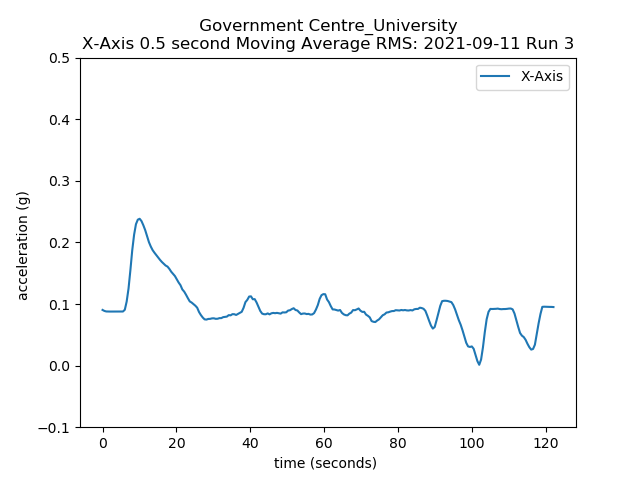 Government Centre_University
X-Axis 0.5 second Moving Average RMS: 2021-09-11 Run 3
X-Axis
acceleration (g)
0.5
0.4
0.3
0.2
0.1
0.0
−0.1
0 20 40 60 80 100 120
time (seconds)